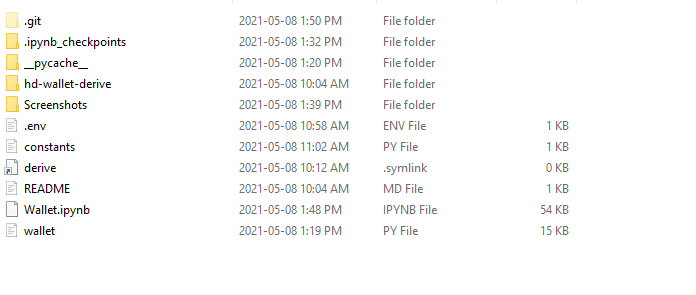 .git 2021-05-08 1:50 PM File folder
.ipynb_checkpoints 2021-05-08 1:32 PM File folder
__pycache__ 2021-05-08 1:20 PM File folder
hd-wallet-derive 2021-05-08 10:04 AM File folder
Screenshots 2021-05-08 1:39 PM File folder
.env 2021-05-08 10:58 AM ENV File 1 KB
constants 2021-05-08 11:02 AM PY File 1 KB
derive 2021-05-08 10:12 AM .symlink 0 KB
README 2021-05-08 10:04 AM MD File 1 KB
Wallet.ipynb 2021-05-08 1:48 PM IPYNB File 54 KB
wallet 2021-05-08 1:19 PM PY File 15 KB